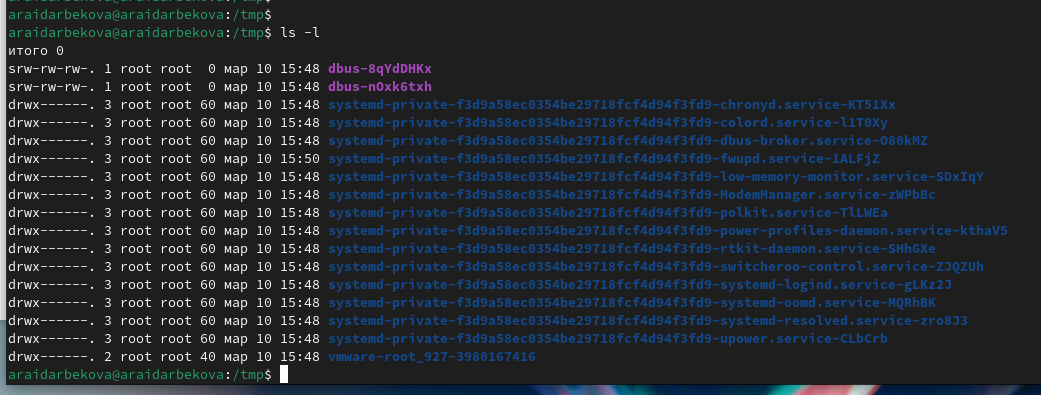 araidarbekova@araidarbekova:/tmp$
araidarbekova@araidarbekova:/tmp$ ls -l
итого 0
srw-rw-rw-. 1 root root  0 мар 10 15:48 dbus-8qYdDHKx
srw-rw-rw-. 1 root root  0 мар 10 15:48 dbus-nOxk6txh
drwx------. 3 root root 60 мар 10 15:48 systemd-private-f3d9a58ec0354be29718fcf4d94f3fd9-chronyd.service-KT51Xx
drwx------. 3 root root 60 мар 10 15:48 systemd-private-f3d9a58ec0354be29718fcf4d94f3fd9-colord.service-l1T0Xy
drwx------. 3 root root 60 мар 10 15:48 systemd-private-f3d9a58ec0354be29718fcf4d94f3fd9-dbus-broker.service-O80kMZ
drwx------. 3 root root 60 мар 10 15:50 systemd-private-f3d9a58ec0354be29718fcf4d94f3fd9-fwupd.service-1ALFjZ
drwx------. 3 root root 60 мар 10 15:48 systemd-private-f3d9a58ec0354be29718fcf4d94f3fd9-low-memory-monitor.service-SDxIqY
drwx------. 3 root root 60 мар 10 15:48 systemd-private-f3d9a58ec0354be29718fcf4d94f3fd9-ModemManager.service-zWPbBc
drwx------. 3 root root 60 мар 10 15:48 systemd-private-f3d9a58ec0354be29718fcf4d94f3fd9-polkit.service-TlLWEa
drwx------. 3 root root 60 мар 10 15:48 systemd-private-f3d9a58ec0354be29718fcf4d94f3fd9-power-profiles-daemon.service-kthaV5
drwx------. 3 root root 60 мар 10 15:48 systemd-private-f3d9a58ec0354be29718fcf4d94f3fd9-rtkit-daemon.service-SHhGXe
drwx------. 3 root root 60 мар 10 15:48 systemd-private-f3d9a58ec0354be29718fcf4d94f3fd9-switcheroo-control.service-ZJQZUh
drwx------. 3 root root 60 мар 10 15:48 systemd-private-f3d9a58ec0354be29718fcf4d94f3fd9-systemd-logind.service-gLKz2J
drwx------. 3 root root 60 мар 10 15:48 systemd-private-f3d9a58ec0354be29718fcf4d94f3fd9-systemd-oomd.service-MQRhBK
drwx------. 3 root root 60 мар 10 15:48 systemd-private-f3d9a58ec0354be29718fcf4d94f3fd9-systemd-resolved.service-zro8J3
drwx------. 3 root root 60 мар 10 15:48 systemd-private-f3d9a58ec0354be29718fcf4d94f3fd9-upower.service-CLbCrb
drwx------. 2 root root 40 мар 10 15:48 vmware-root_927-3980167416
araidarbekova@araidarbekova:/tmp$